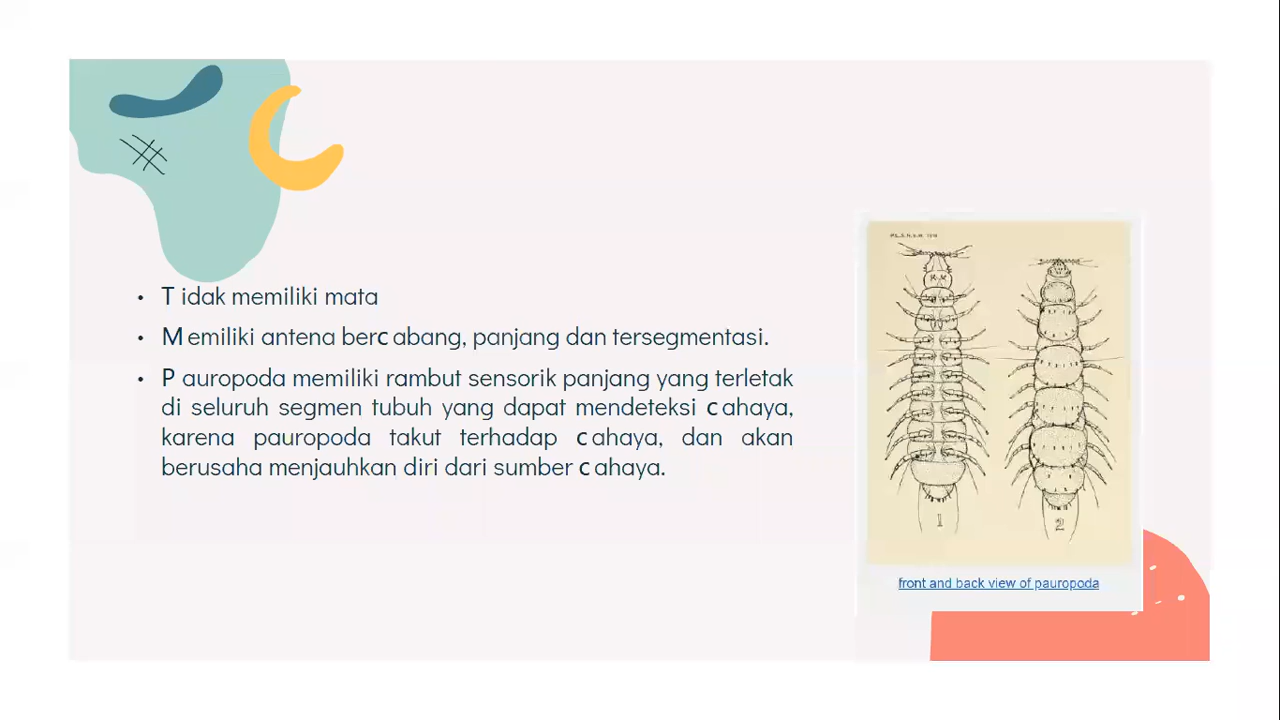 • Tidak memiliki mata
• Memiliki antena bercabang, panjang dan tersegmentasi.
• Pauropoda memiliki rambut sensorik panjang yang terletak
di seluruh segmen tubuh yang dapat mendeteksi cahaya,
karena pauropoda takut terhadap cahaya, dan akan
berusaha menjauhkan diri dari sumber cahaya.
1
2
front and back view of pauropoda